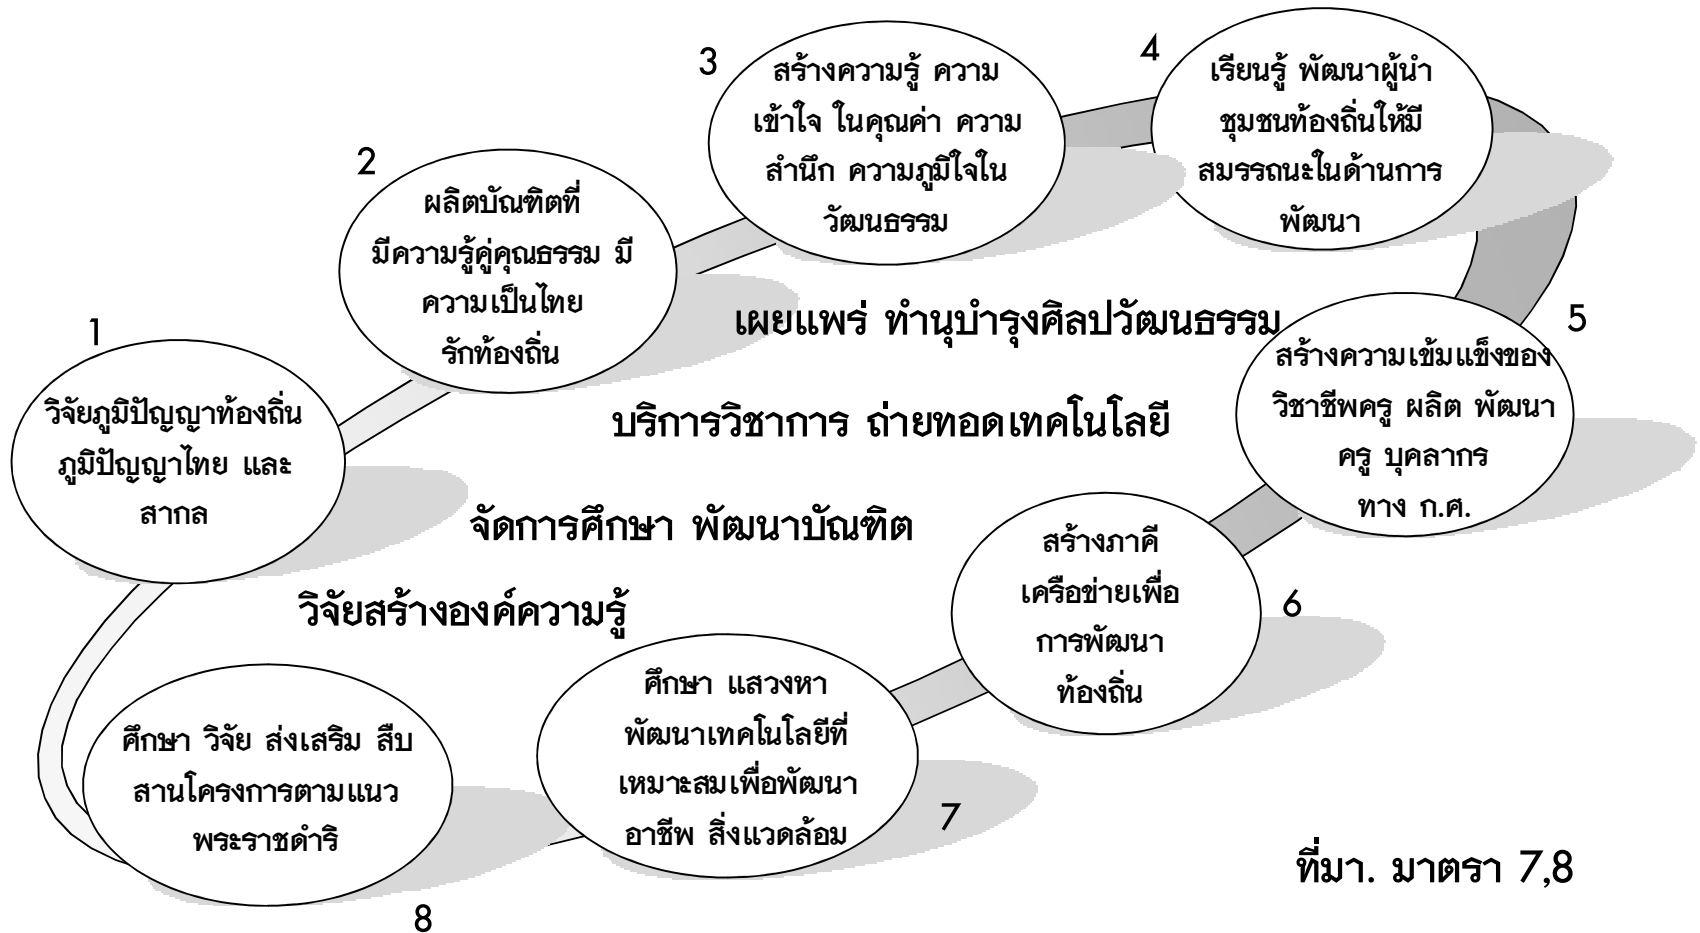 1
วิจัยภูมิปัญญาท้องถิ่น
ภูมิปัญญาไทย และ
สากล
2
ผลิตบัณฑิตที่
มีความรู้คู่คุณธรรม มี
ความเป็นไทย
รักท้องถิ่น
3
สร้างความรู้ ความ
เข้าใจ ในคุณค่า ความ
สำนึก ความภูมิใจใน
วัฒนธรรม
4
เรียนรู้ พัฒนาผู้นำ
ชุมชนท้องถิ่นให้มี
สมรรถนะในด้านการ
พัฒนา
5
สร้างความเข้มแข็งของ
วิชาชีพครู ผลิต พัฒนา
ครู บุคลากร
ทาง ก.ศ.
6
สร้างภาคี
เครือข่ายเพื่อ
การพัฒนา
ท้องถิ่น
7
ศึกษา แสวงหา
พัฒนาเทคโนโลยีที่
เหมาะสมเพื่อพัฒนา
อาชีพ สิ่งแวดล้อม
8
ศึกษา วิจัย ส่งเสริม สืบ
สานโครงการตามแนว
พระราชดำริ
เผยแพร่ ทำนุบำรุงศิลปวัฒนธรรม
บริการวิชาการ ถ่ายทอดเทคโนโลยี
จัดการศึกษา พัฒนาบัณฑิต
วิจัยสร้างองค์ความรู้
ที่มา. มาตรา 7,8